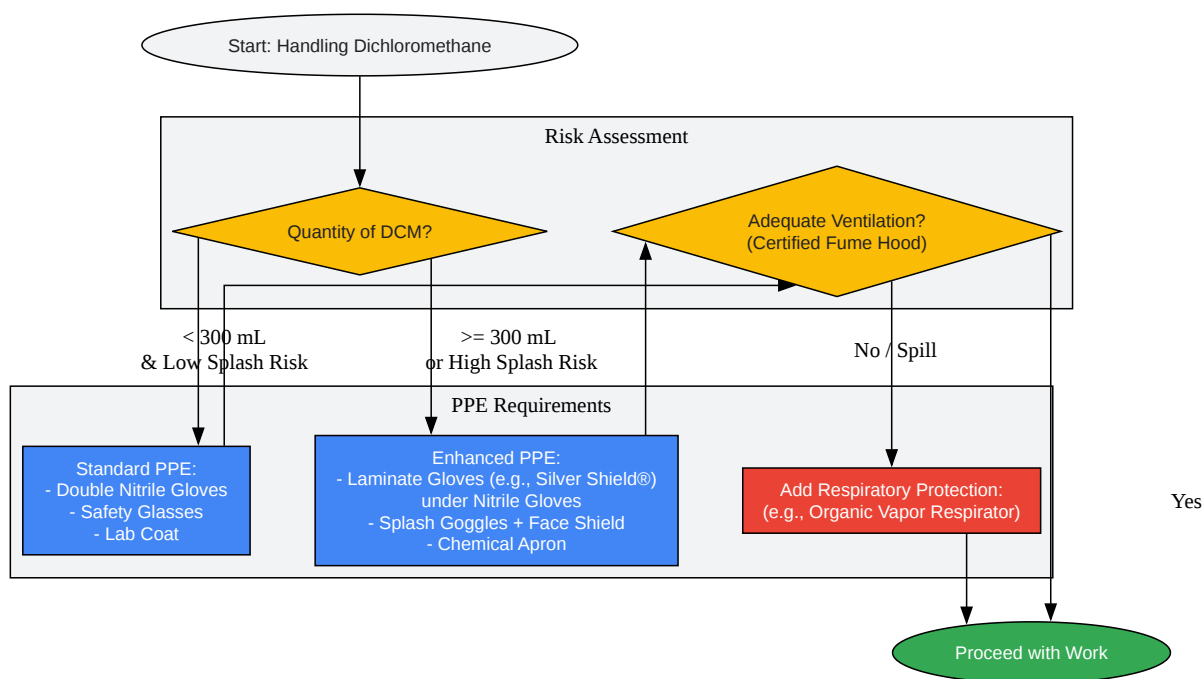 Start: Handling Dichloromethane
Risk Assessment
Quantity of DCM?
Adequate Ventilation?
(Certified Fume Hood)
< 300 mL
& Low Splash Risk
>= 300 mL
or High Splash Risk
No / Spill
PPE Requirements
Standard PPE:
- Double Nitrile Gloves
- Safety Glasses
- Lab Coat
Enhanced PPE:
- Laminate Gloves (e.g., Silver Shield®)
under Nitrile Gloves
- Splash Goggles + Face Shield
- Chemical Apron
Add Respiratory Protection:
(e.g., Organic Vapor Respirator)
Yes
Proceed with Work